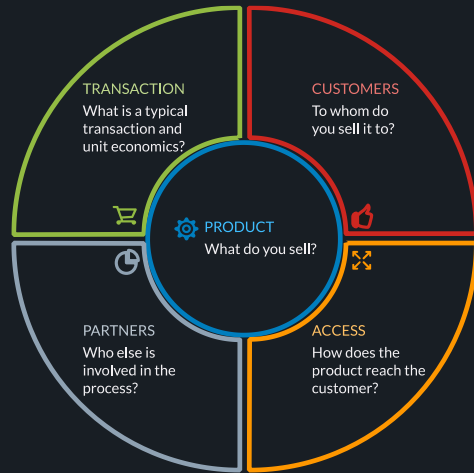 TRANSACTION
What is a typical
transaction and
unit economics?
CUSTOMERS
To whom do
you sell it to?
PRODUCT
What do you sell?
PARTNERS
Who else is
involved in the
process?
ACCESS
How does the
product reach the
customer?